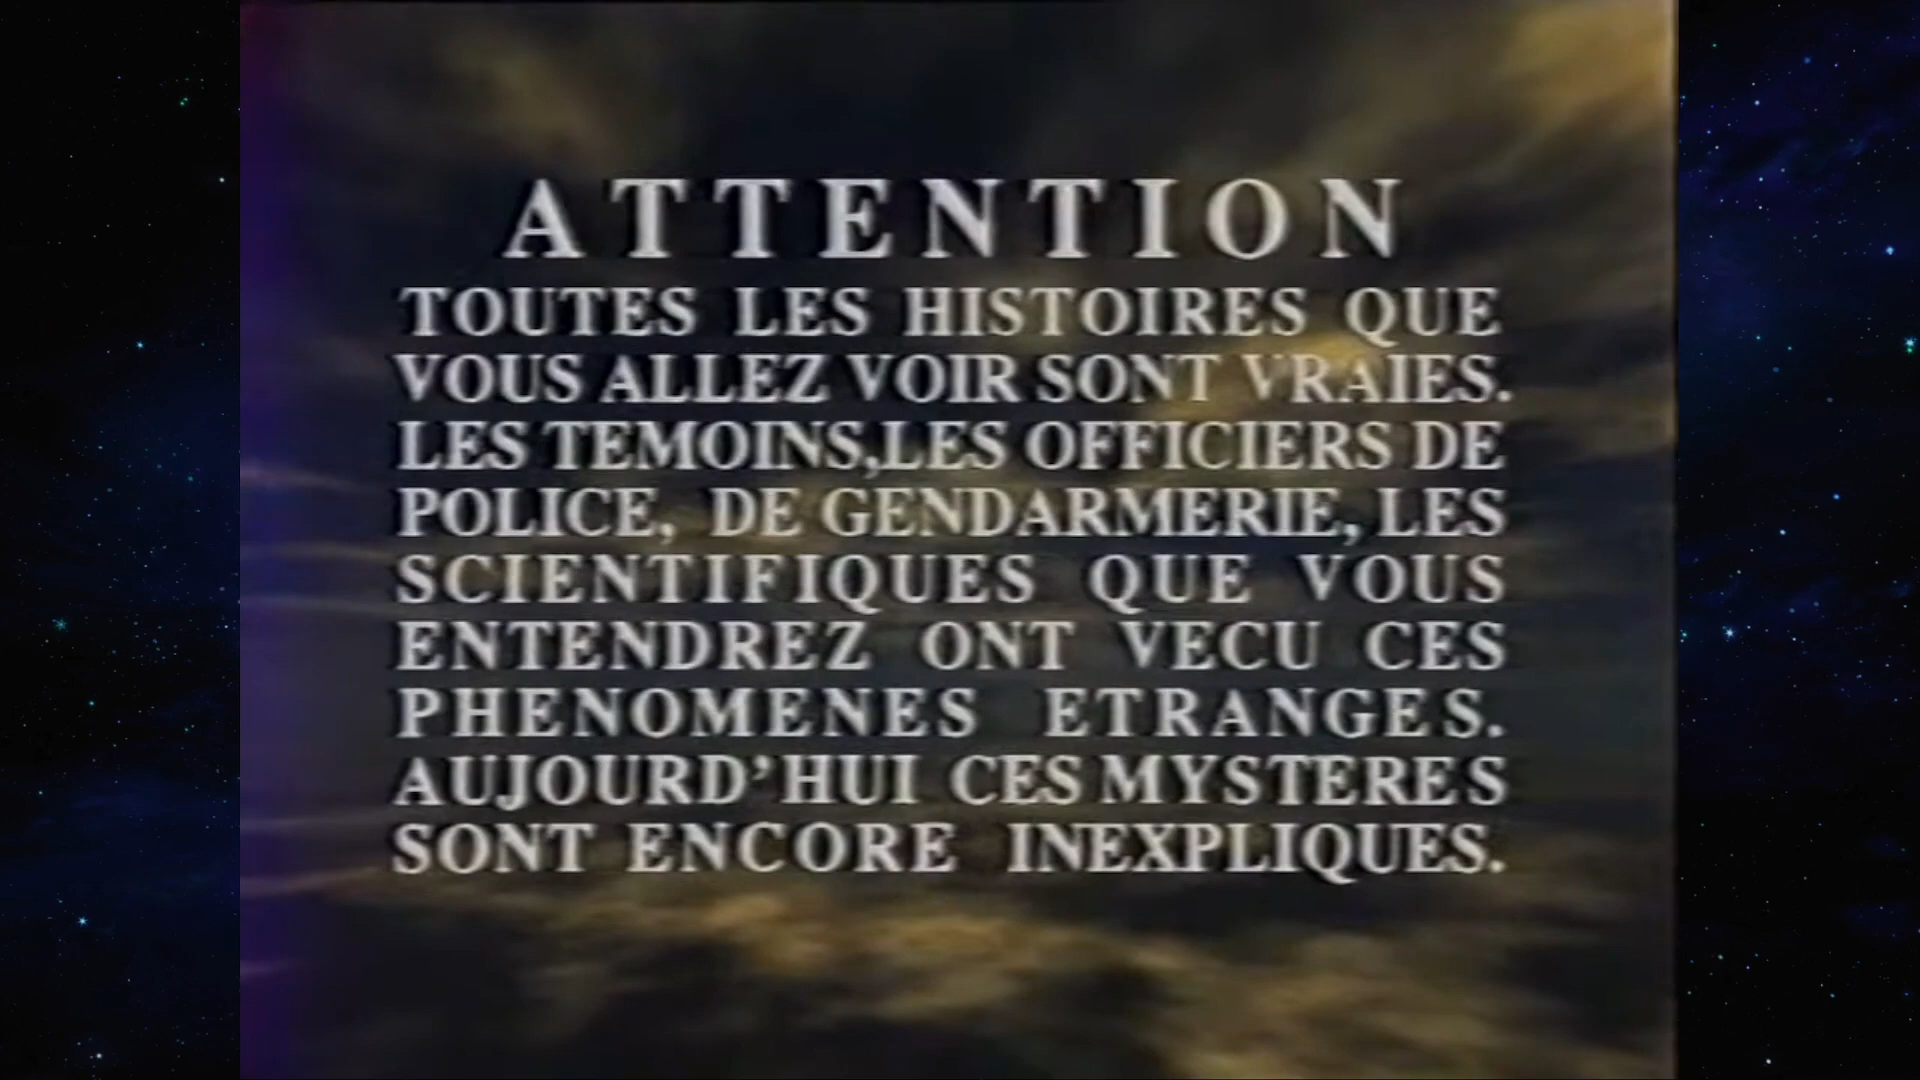 ATTENTION
TOUTES LES HISTOIRES QUE
VOUS ALLEZ VOIR SONT VRAIES.
LES TEMOINS,LES OFFICIERS DE
POLICE, DE GENDARMERIE, LES
SCIENTIFIQUES QUE VOUS
ENTENDREZ ONT VECU CES
PHENOMENES ETRANGES.
AUJOURD'HUI CES MYSTERES
SONT ENCORE INEXPLIQUES.